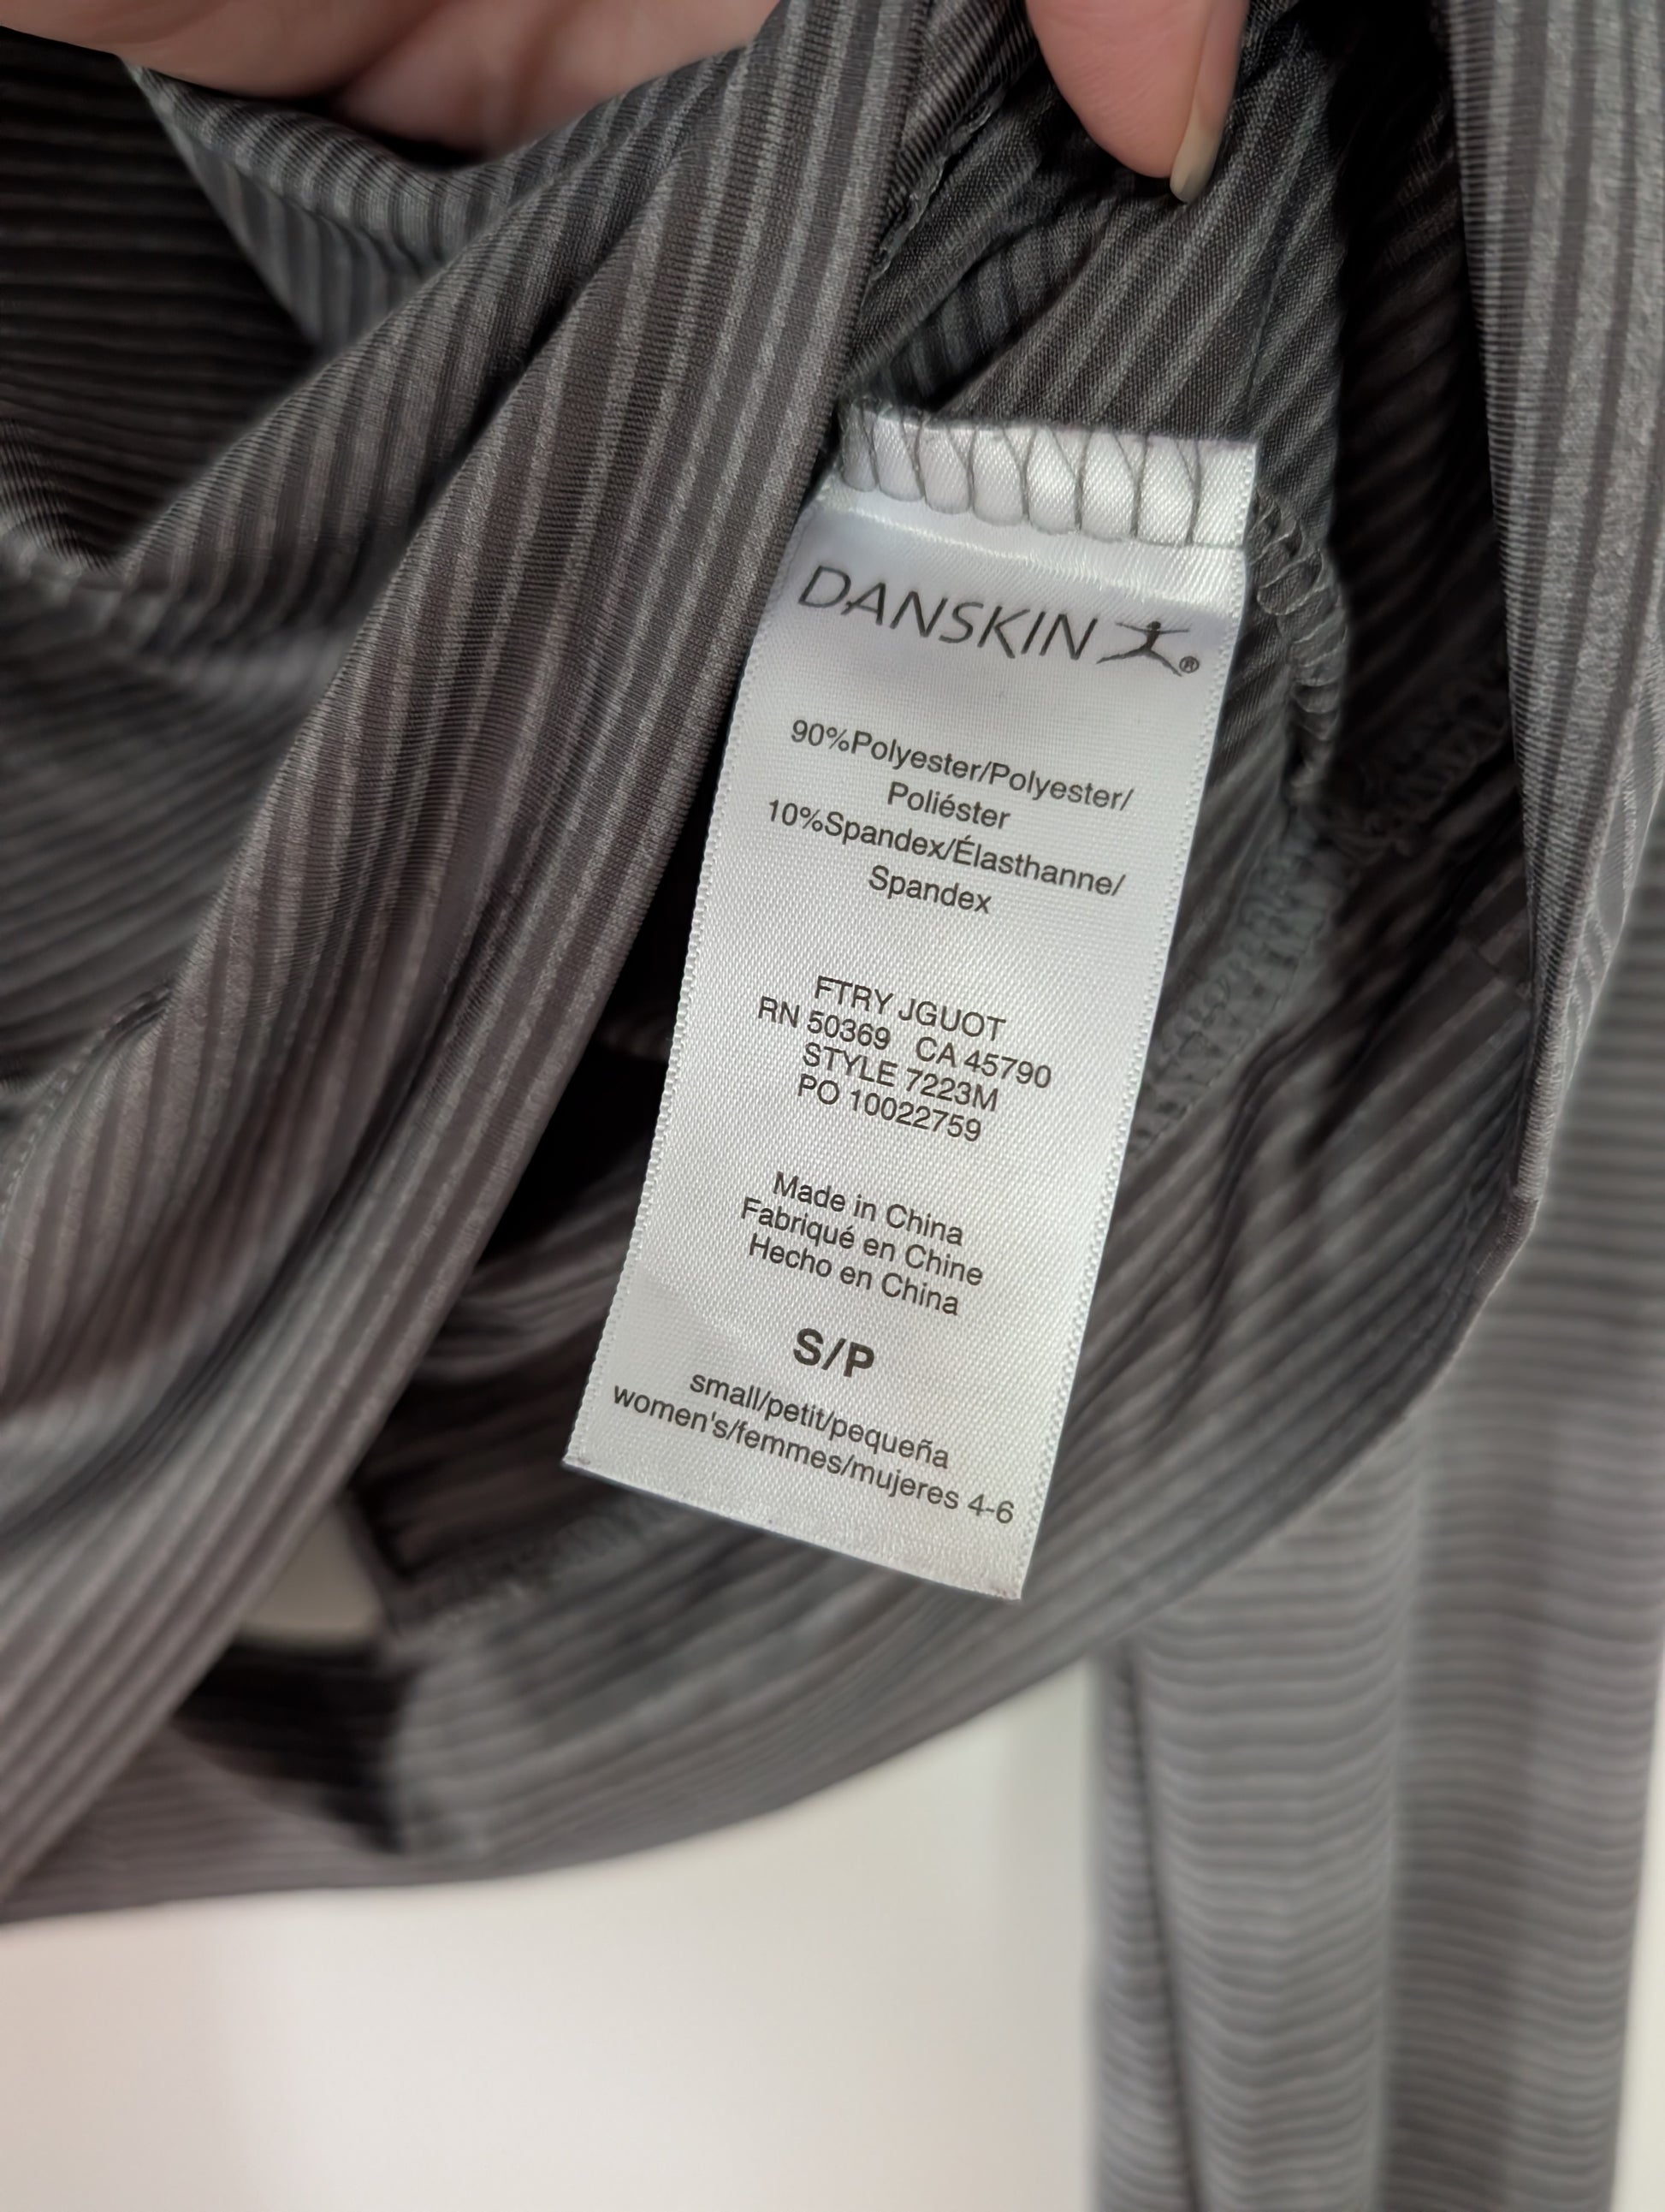 DANSKIN®
90%Polyester/Polyester/
Poliéster
10%Spandex/Élasthanne/
Spandex
FTRY JGUOT
RN 50369 CA 45790
STYLE 7223M
PO 10022759
Made in China
Fabriqué en Chine
Hecho en China
S/P
small/petit/pequeña
women's/femmes/mujeres 4-6